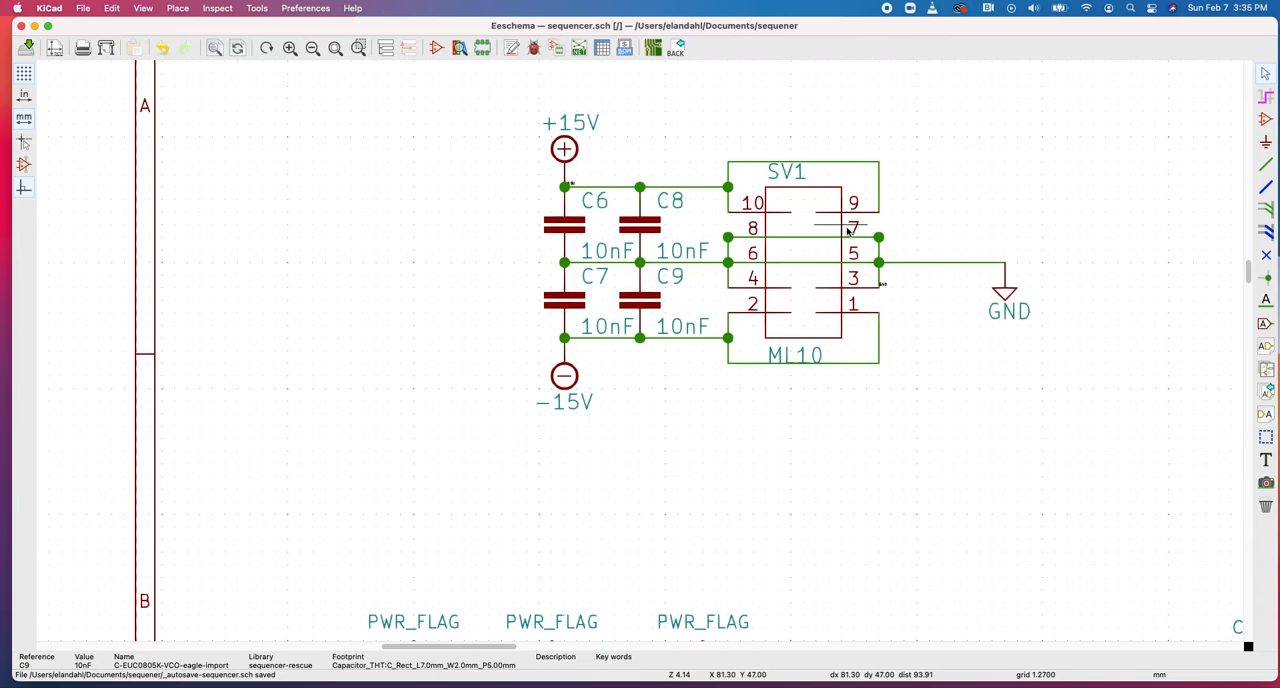 KiCad File Edit View Place Inspect Tools Preferences Help Sun Feb 7 3:35 PM
Eeschema — sequencer.sch [/] — /Users/elandahl/Documents/sequener
BACK
in
mm
A
+15V
SV1
C6 C8 10 9
8 7
10nF 10nF 6 5
C7 C9 4 3
2 1
GND
10nF 10nF
ML10
-15V
B
PWR_FLAG PWR_FLAG PWR_FLAG
C
Reference Value Name Library Footprint Description Key words
C9 10nF C-EUC0805K-VCO-eagle-import sequencer-rescue Capacitor_THT:C_Rect_L7.0mm_W2.0mm_P5.00mm
File /Users/elandahl/Documents/sequener/_autosave-sequencer.sch saved Z 4.14 X 81.30 Y 47.00 dx 81.30 dy 47.00 dist 93.91 grid 1.2700 mm